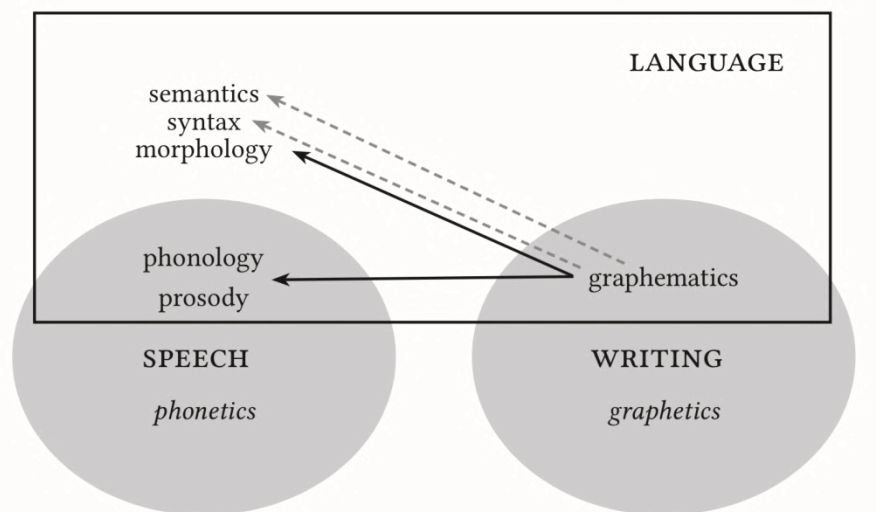 LANGUAGE
semantics
syntax
morphology
phonology
prosody
graphematics
SPEECH
WRITING
phonetics
graphetics